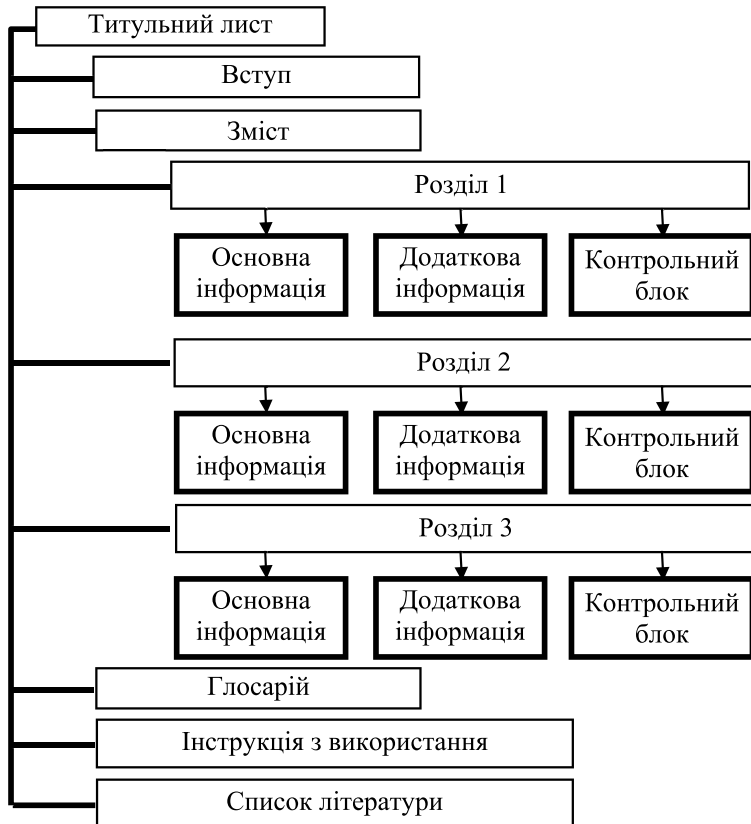 Титульний лист
Вступ
Зміст
Розділ 1
Основна
інформація
Додаткова
інформація
Контрольний
блок
Розділ 2
Основна
інформація
Додаткова
інформація
Контрольний
блок
Розділ 3
Основна
інформація
Додаткова
інформація
Контрольний
блок
Глосарій
Інструкція з використання
Список літератури